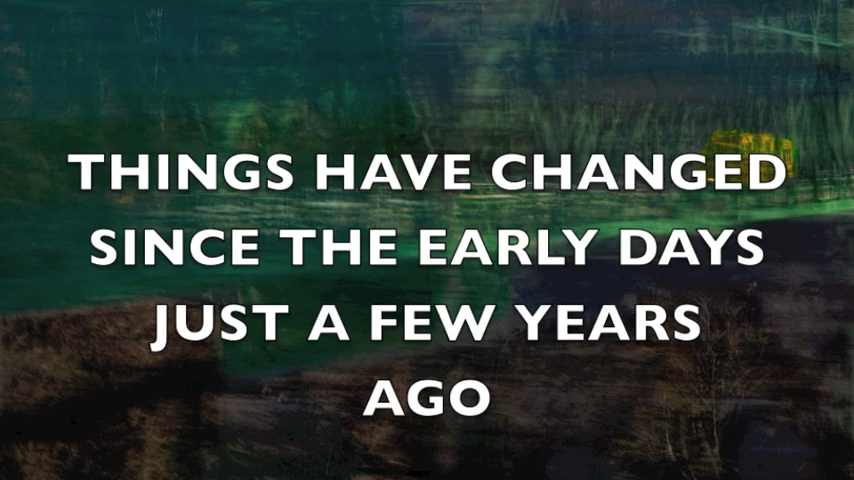 THINGS HAVE CHANGED
SINCE THE EARLY DAYS
JUST A FEW YEARS
AGO